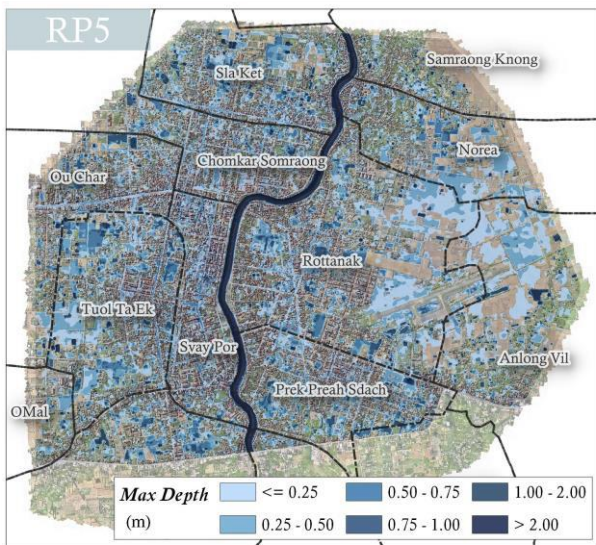 RP5
Samraong Knong
Sla Ket
Norea
Chomkar Somraong
Ou Char
Rottanak
Tuol Ta Ek
Svay Por
Anlong Vil
Prek Preah Sdach
OMal
Max Depth
(m)
<= 0.25
0.50 - 0.75
1.00 - 2.00
0.25 - 0.50
0.75 - 1.00
> 2.00